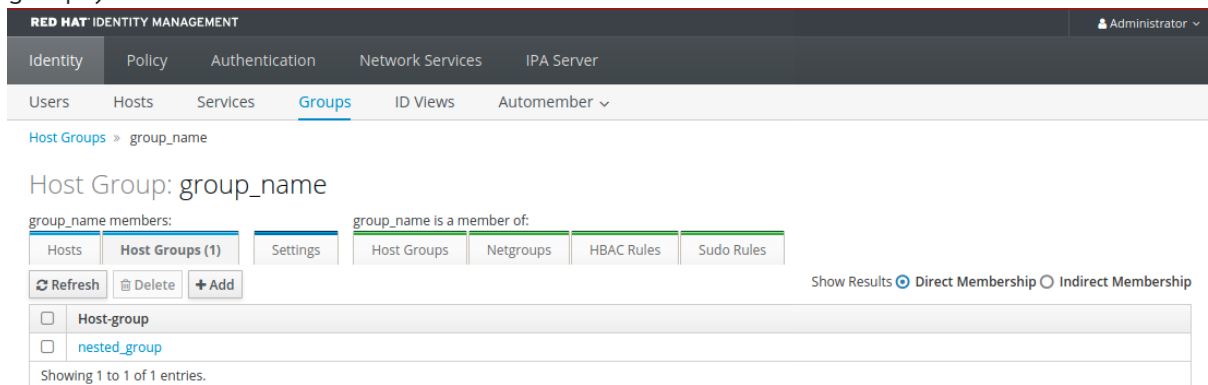 RED HAT® IDENTITY MANAGEMENT Administrator
Identity Policy Authentication Network Services IPA Server
Users Hosts Services Groups ID Views Automember
Host Groups » group_name
Host Group: group_name
group_name members: group_name is a member of:
Hosts Host Groups (1) Settings Host Groups Netgroups HBAC Rules Sudo Rules
Refresh Delete + Add Show Results Direct Membership Indirect Membership
Host-group
nested_group
Showing 1 to 1 of 1 entries.